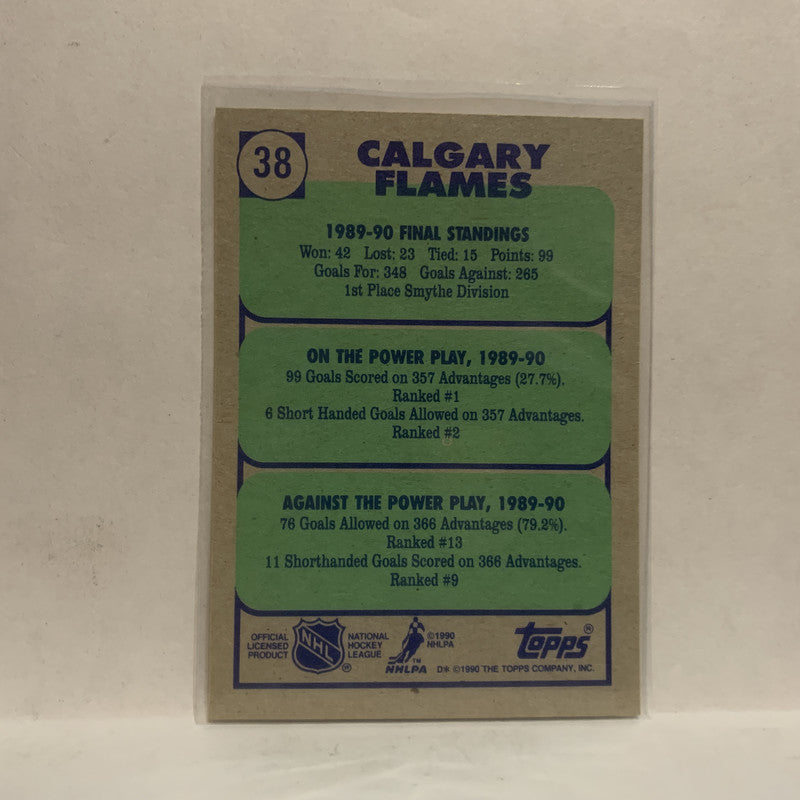 38
CALGARY
FLAMES
1989-90 FINAL STANDINGS
Won: 42 Lost: 23 Tied: 15 Points: 99
Goals For: 348 Goals Against: 265
1st Place Smythe Division
ON THE POWER PLAY, 1989-90
99 Goals Scored on 357 Advantages (27.7%).
Ranked #1
6 Short Handed Goals Allowed on 357 Advantages.
Ranked #2
AGAINST THE POWER PLAY, 1989-90
76 Goals Allowed on 366 Advantages (79.2%).
Ranked #13
11 Shorthanded Goals Scored on 366 Advantages.
Ranked #9
OFFICIAL
LICENSED
PRODUCT
NHL ®
NATIONAL
HOCKEY
LEAGUE
NHLPA ™
©1990
NHLPA
topps ®
D* ©1990 THE TOPPS COMPANY, INC.